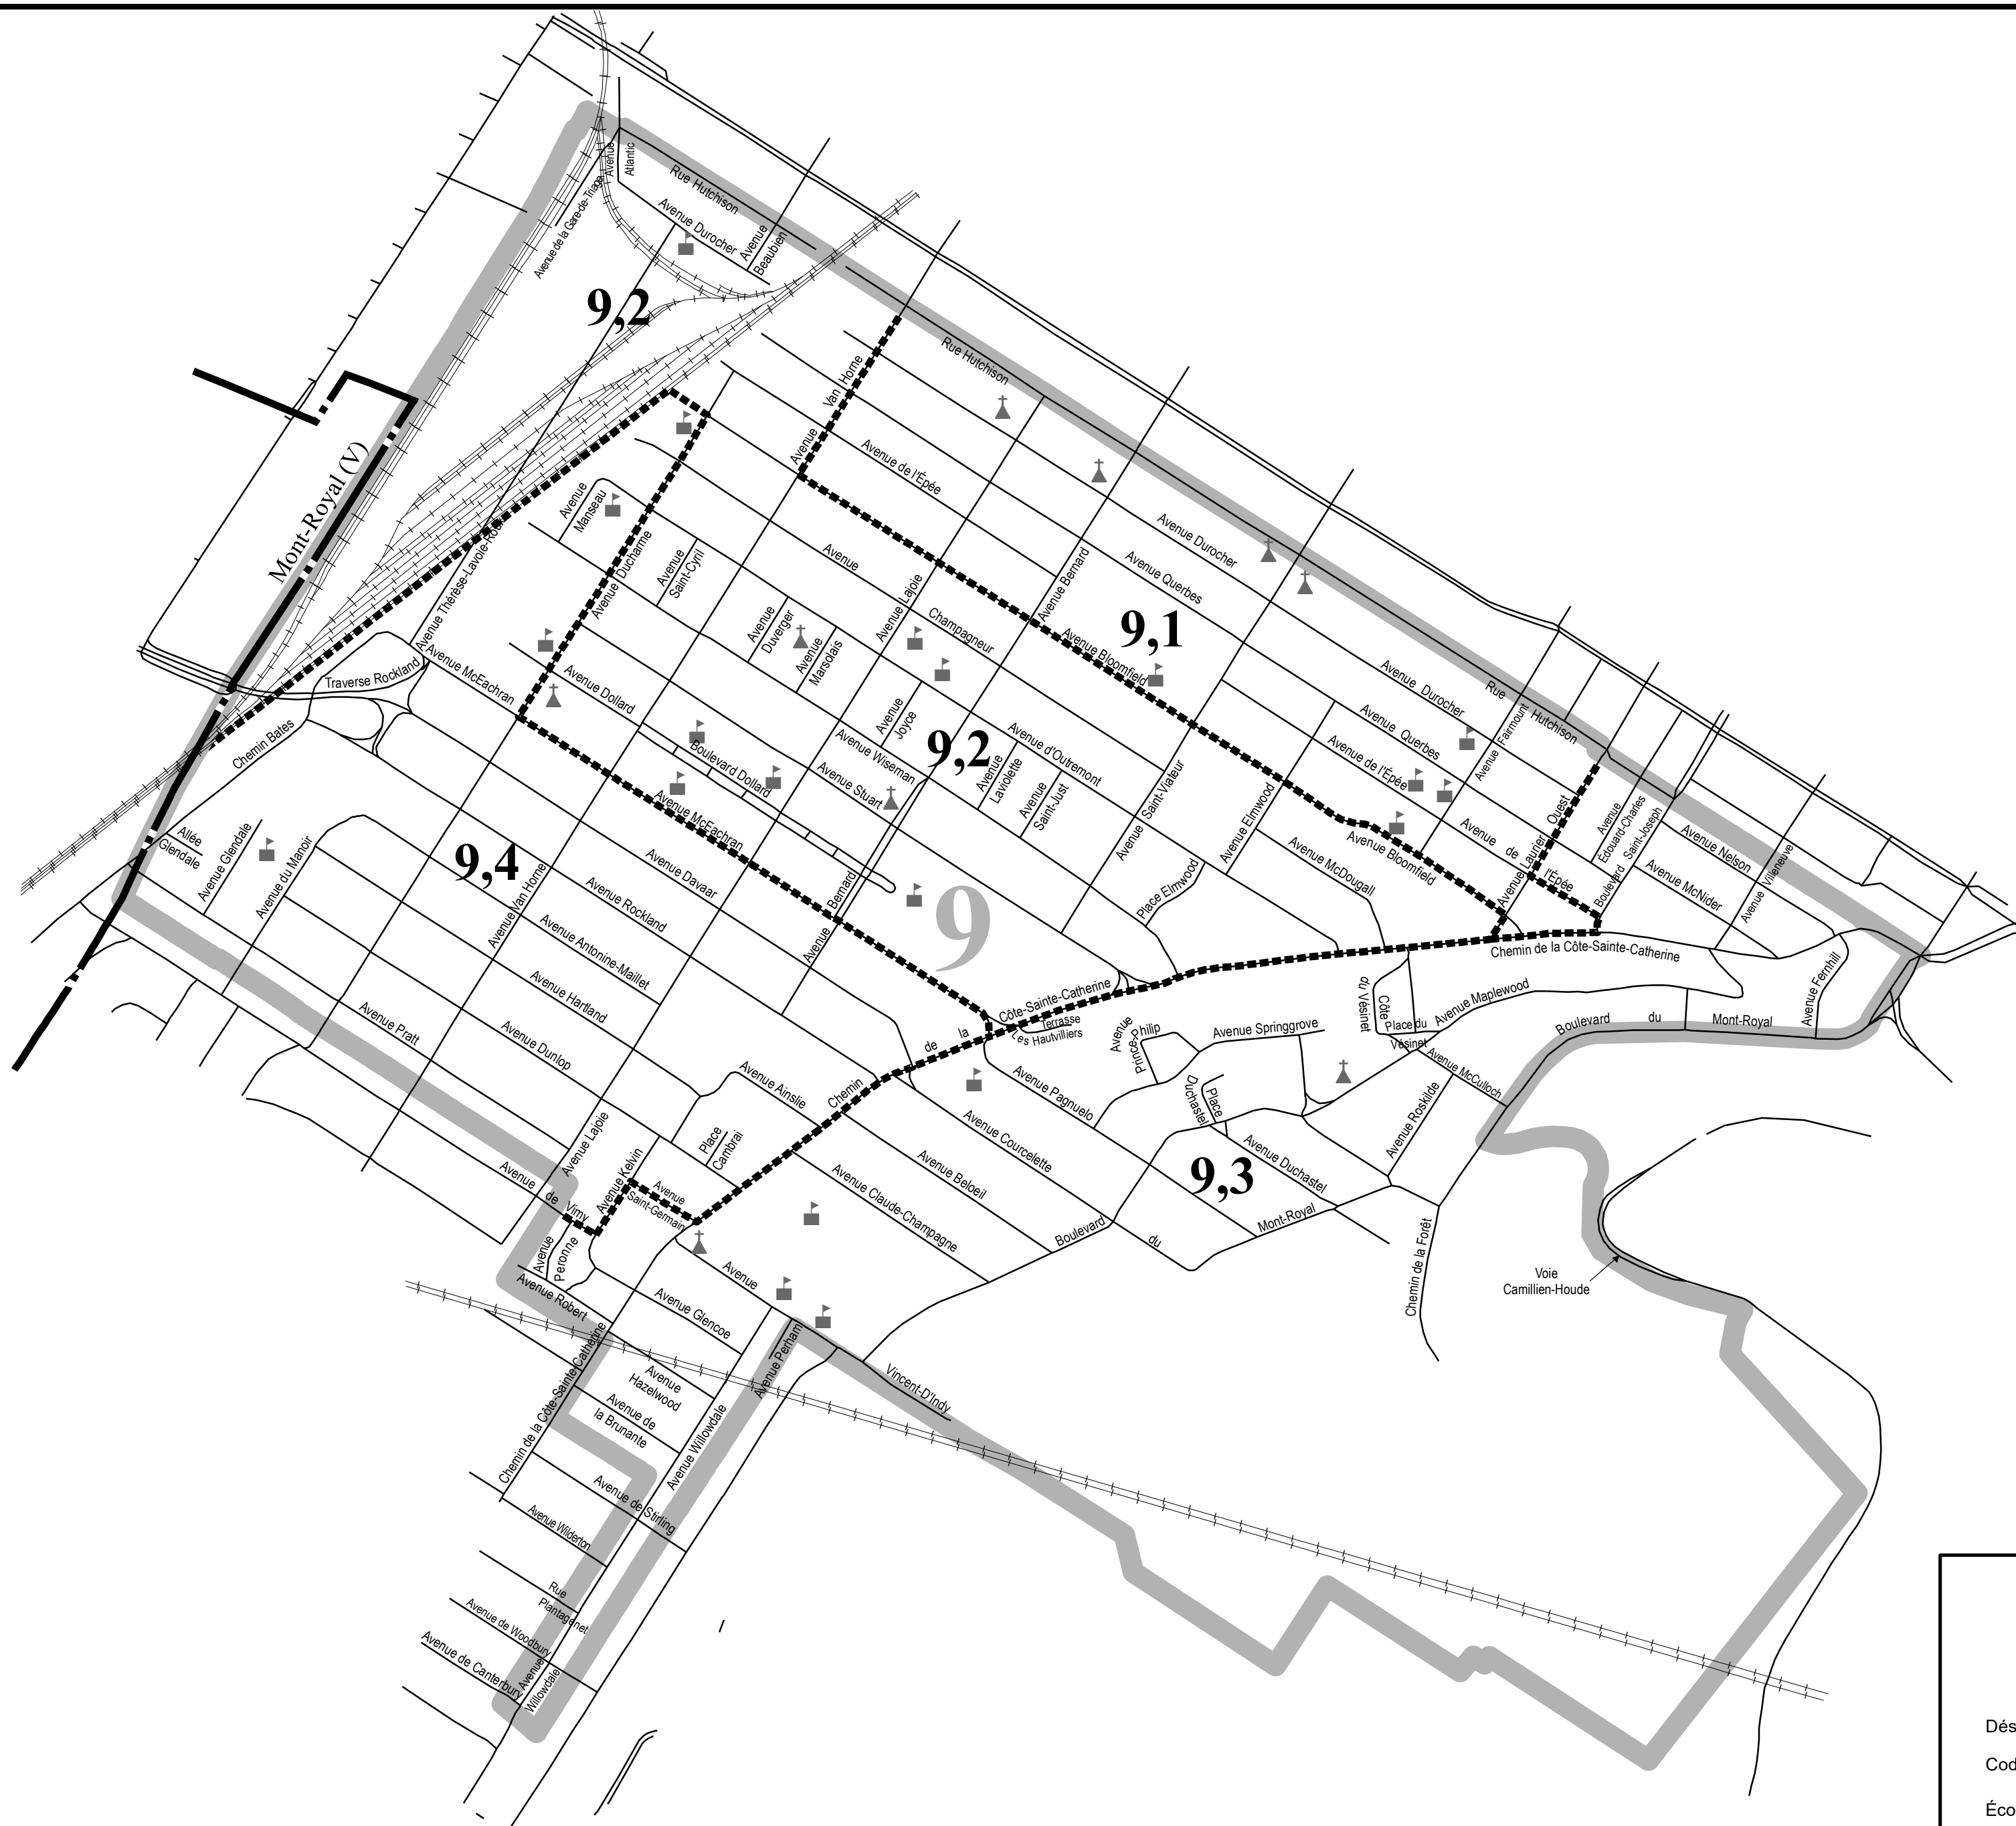 Avenue
Atlantic
Rue Hutchison
Avenue de la Gare-de-Triage
Avenue Durocher
Avenue
Beaubien
9,2
Rue Hutchison
Avenue Van Horne
Mont-Royal (V)
Avenue de l'Épée
Avenue
Manseau
Avenue Durocher
Avenue Ducharme
Avenue
Saint-Cyril
Avenue Champagneur
Avenue Querbes
Avenue Bernard
Avenue Lajoie
Avenue
Duverger
Avenue
Marsolais
9,1
Avenue Bloomfield
Avenue McEachran
Traverse Rockland
Avenue Dollard
Avenue Durocher
Rue Hutchison
Avenue
Joyce
Avenue d'Outremont
Avenue Querbes
Avenue Fairmount
Chemin Bates
9,2
Avenue Wiseman
Boulevard Dollard
Avenue Stuart
Avenue
Laviolette
Avenue
Saint-Just
Avenue Saint-Viateur
Avenue de l'Épée
Avenue McEachran
Avenue Elmwood
Avenue Laurier Ouest
Avenue
Édouard-Charles
Boulevard Saint-Joseph
Allée
Glendale
Avenue Glendale
Avenue du Manoir
9,4
Avenue Davaar
Avenue Bloomfield
Avenue de l'Épée
Avenue Nelson
Avenue McDougall
Avenue McNider
Avenue Villeneuve
Avenue Rockland
Avenue Bernard
9
Place Elmwood
Avenue Van Horne
Avenue Antonine-Maillet
Chemin de la Côte-Sainte-Catherine
Avenue Hartland
Avenue Pratt
Avenue Dunlop
Chemin de la Côte-Sainte-Catherine
Terrasse
Les Hautvilliers
Avenue
Prince-Philip
Avenue Springgrove
Côte
du Vésinet
Place du
Vésinet
Avenue Maplewood
Boulevard du Mont-Royal
Avenue Fernhill
Avenue Ainslie
Avenue Pagnuelo
Place
Duchastel
Avenue McCulloch
Avenue Roskilde
Avenue Lajoie
Place
Cambrai
Avenue Courcelette
Avenue Duchastel
Avenue Kelvin
Avenue
Saint-Germain
Avenue de Vimy
Avenue Beloeil
9,3
Avenue Claude-Champagne
Boulevard du Mont-Royal
Avenue
Peronne
Avenue Robert
Chemin de la Forêt
Voie
Camillien-Houde
Avenue Vincent-D'Indy
Avenue Glencoe
Avenue Perham
Avenue
Hazelwood
Avenue de
la Brunante
Chemin de la Côte-Sainte-Catherine
Avenue Willowdale
Avenue de Stirling
Avenue Wilderton
Rue
Plantagenet
Avenue de Woodbury
Avenue de Canterbury
Avenue
Willowdale
Dés
Cod
Éco